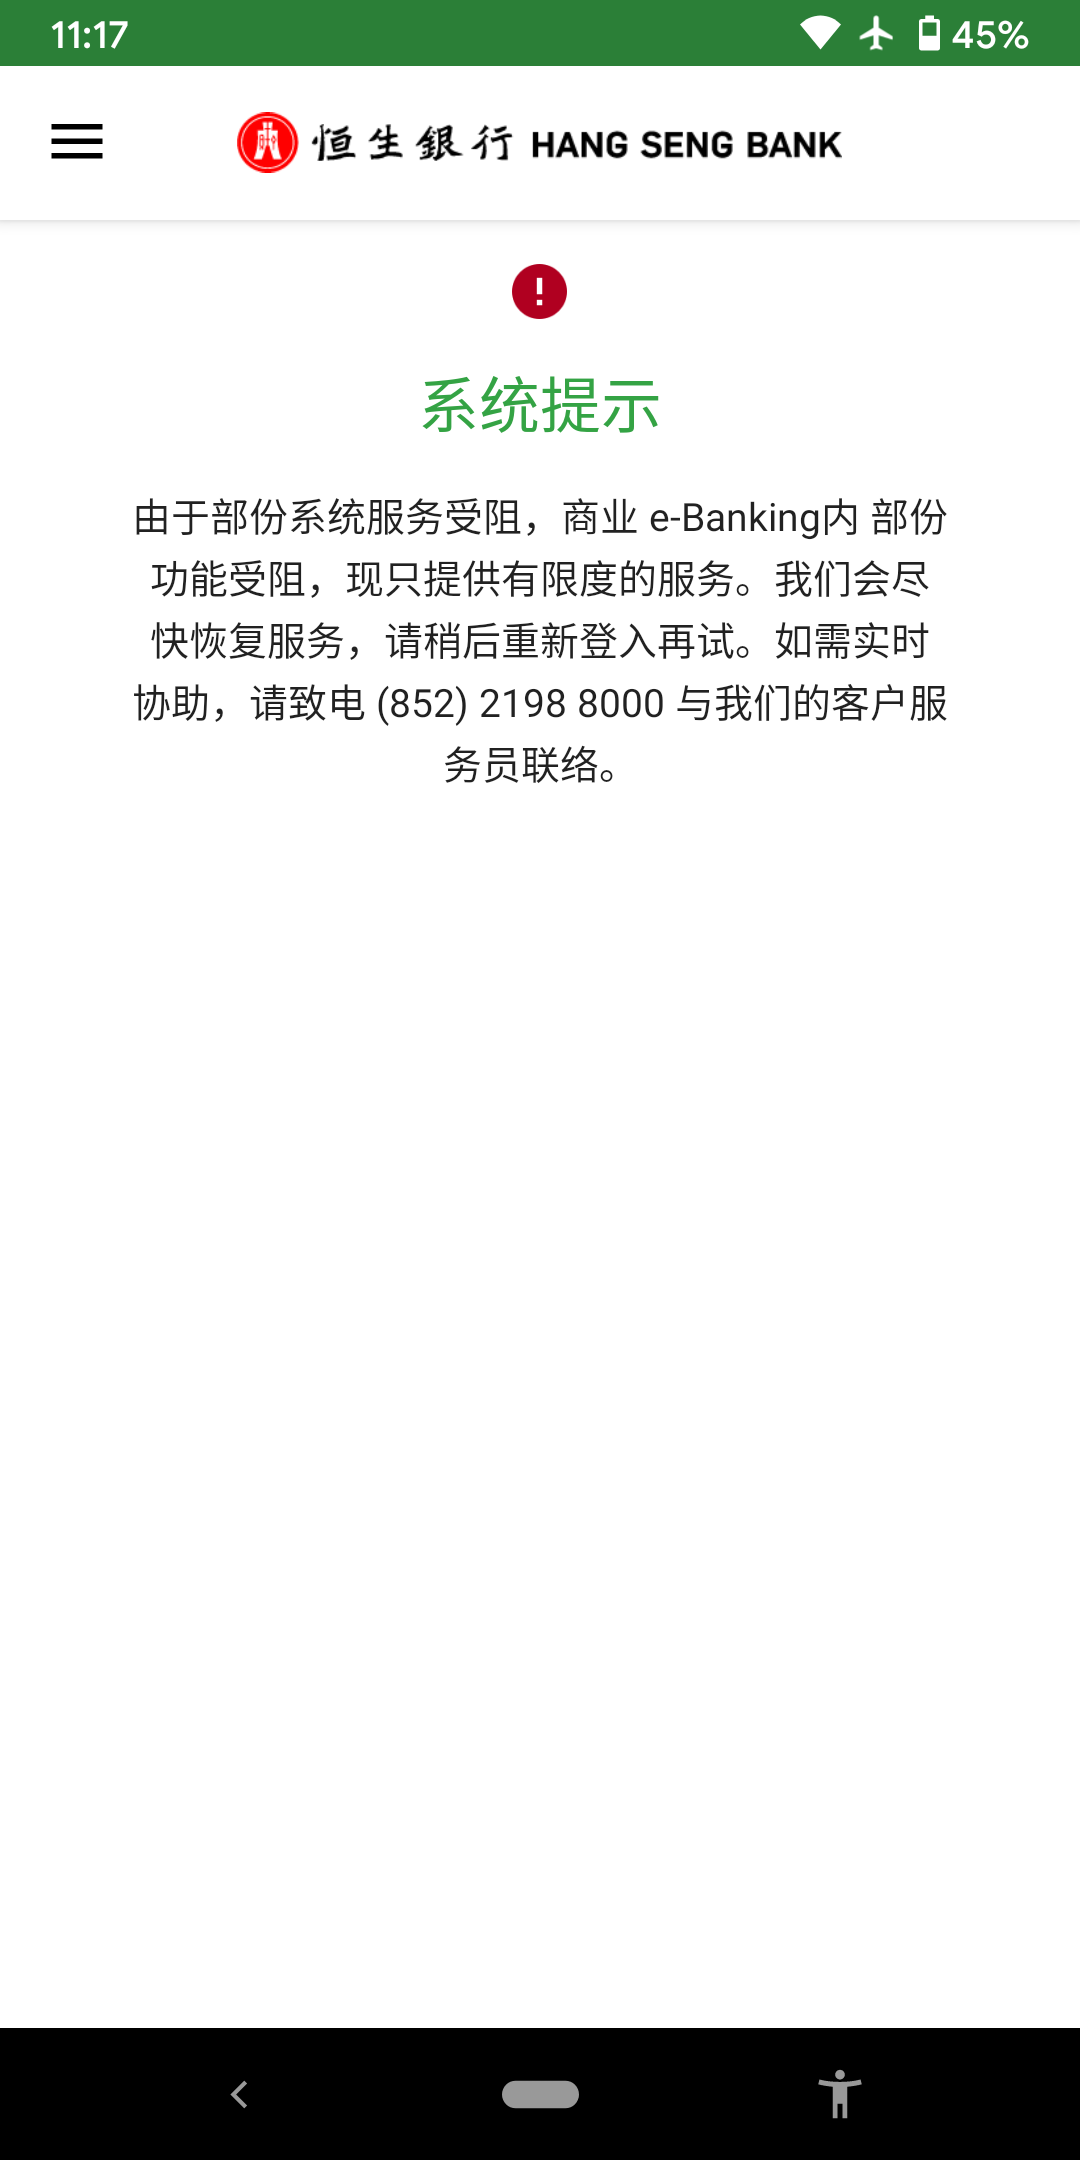 11:17
45%
恒生銀行 HANG SENG BANK
系统提示
由于部份系统服务受阻，商业 e-Banking内 部份
功能受阻，现只提供有限度的服务。我们会尽
快恢复服务，请稍后重新登入再试。如需实时
协助，请致电 (852) 2198 8000 与我们的客户服
务员联络。